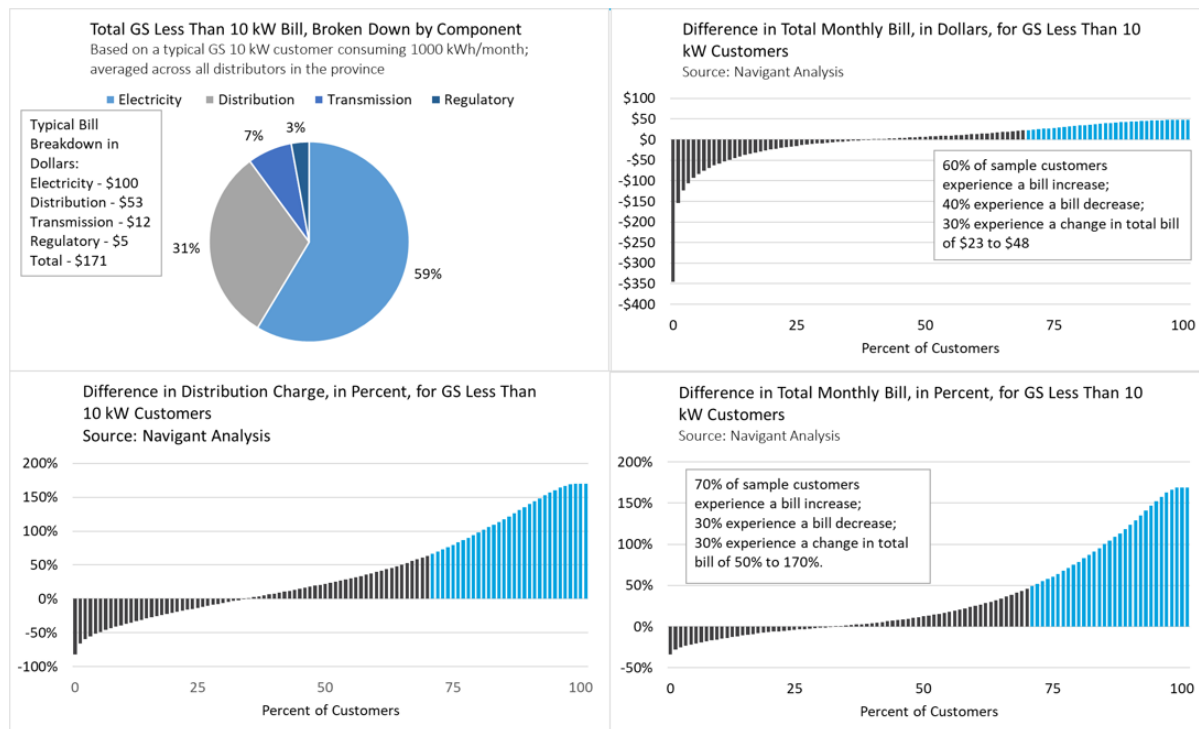 Total GS Less Than 10 kW Bill, Broken Down by Component
Based on a typical GS 10 kW customer consuming 1000 kWh/month;
averaged across all distributors in the province
Electricity Distribution Transmission Regulatory
Typical Bill
Breakdown in
Dollars:
Electricity - $100
Distribution - $53
Transmission - $12
Regulatory - $5
Total - $171
7%
3%
31%
59%
Difference in Total Monthly Bill, in Dollars, for GS Less Than 10
kW Customers
Source: Navigant Analysis
$100
$50
$0
-$50
-$100
-$150
-$200
-$250
-$300
-$350
-$400
60% of sample customers
experience a bill increase;
40% experience a bill decrease;
30% experience a change in total bill
of $23 to $48
0 25 50 75 100
Percent of Customers
Difference in Distribution Charge, in Percent, for GS Less Than
10 kW Customers
Source: Navigant Analysis
200%
150%
100%
50%
0%
-50%
-100%
0 25 50 75 100
Percent of Customers
Difference in Total Monthly Bill, in Percent, for GS Less Than 10
kW Customers
Source: Navigant Analysis
200%
150%
100%
50%
0%
-50%
70% of sample customers
experience a bill increase;
30% experience a bill decrease;
30% experience a change in total
bill of 50% to 170%.
0 25 50 75 100
Percent of Customers